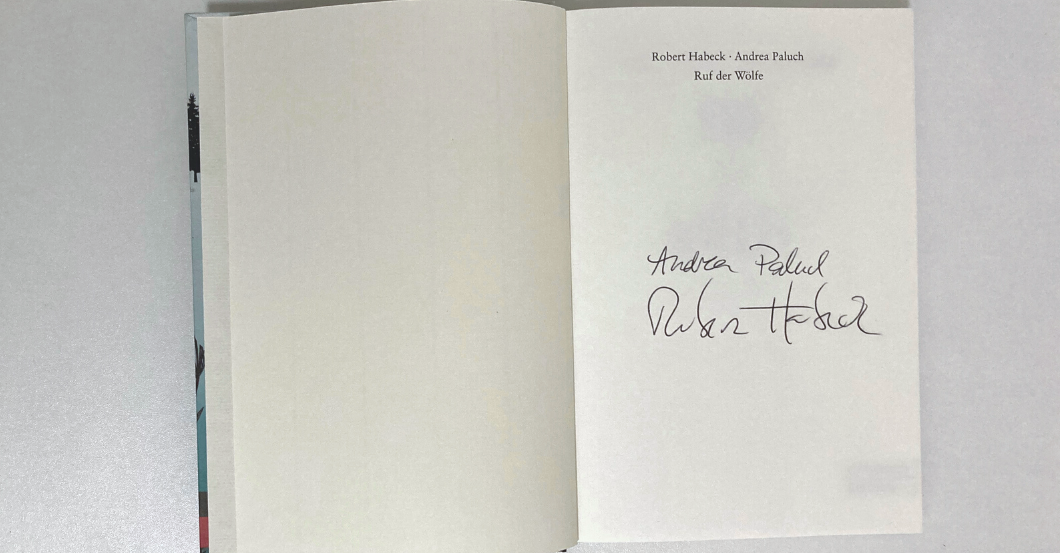 Robert Habeck · Andrea Paluch
Ruf der Wölfe
Andrea Paluch
Robert Habeck